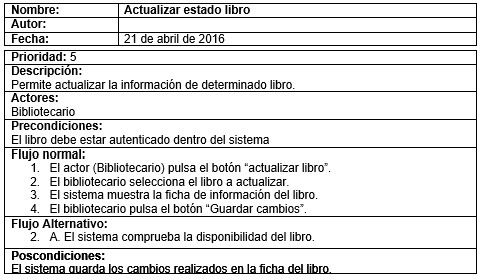 Nombre: Actualizar estado libro
Autor:
Fecha: 21 de abril de 2016
Prioridad: 5
Descripción:
Permite actualizar la información de determinado libro.
Actores:
Bibliotecario
Precondiciones:
El libro debe estar autenticado dentro del sistema
Flujo normal:
1. El actor (Bibliotecario) pulsa el botón “actualizar libro”.
2. El bibliotecario selecciona el libro a actualizar.
3. El sistema muestra la ficha de información del libro.
4. El bibliotecario pulsa el botón “Guardar cambios”.
Flujo Alternativo:
2. A. El sistema comprueba la disponibilidad del libro.
Poscondiciones:
El sistema guarda los cambios realizados en la ficha del libro.